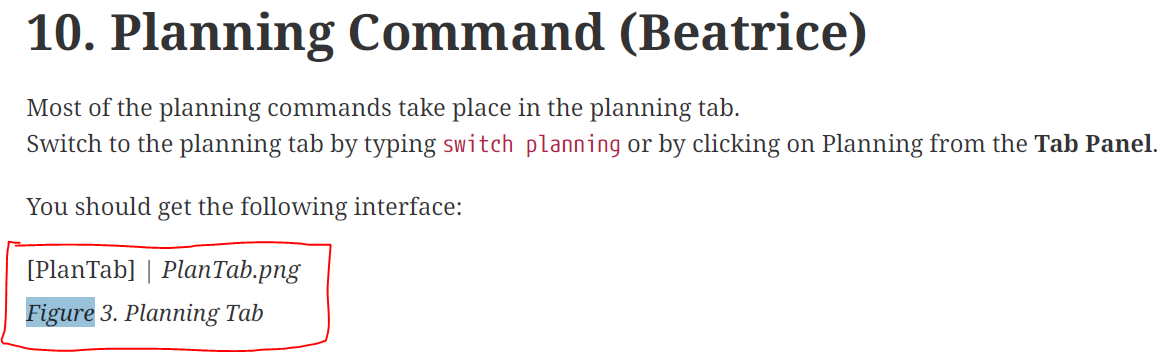 10. Planning Command (Beatrice)
Most of the planning commands take place in the planning tab.
Switch to the planning tab by typing switch planning or by clicking on Planning from the Tab Panel.
You should get the following interface:
[PlanTab] | PlanTab.png
Figure 3. Planning Tab